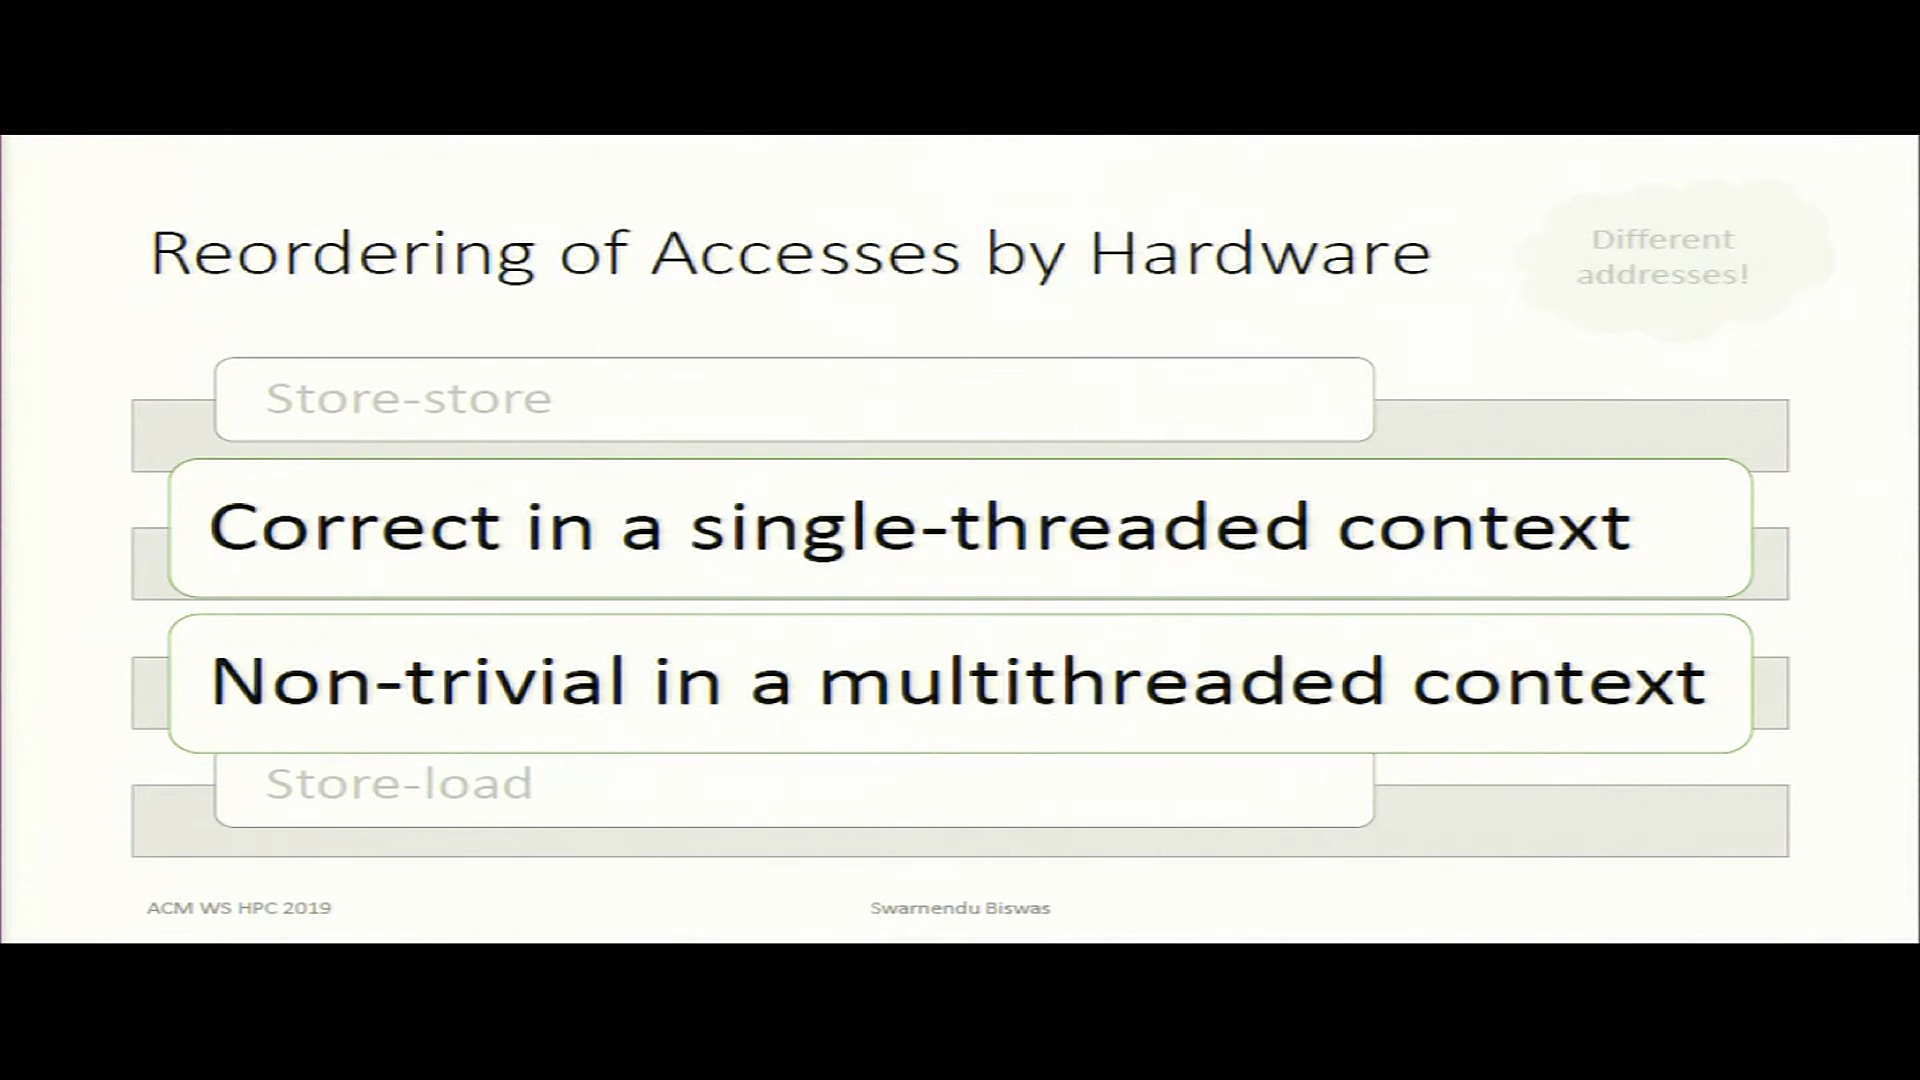 Reordering of Accesses by Hardware
Different
addresses!
Store-store
Correct in a single-threaded context
Non-trivial in a multithreaded context
Store-load
ACM WS HPC 2019
Swarnendu Biswas